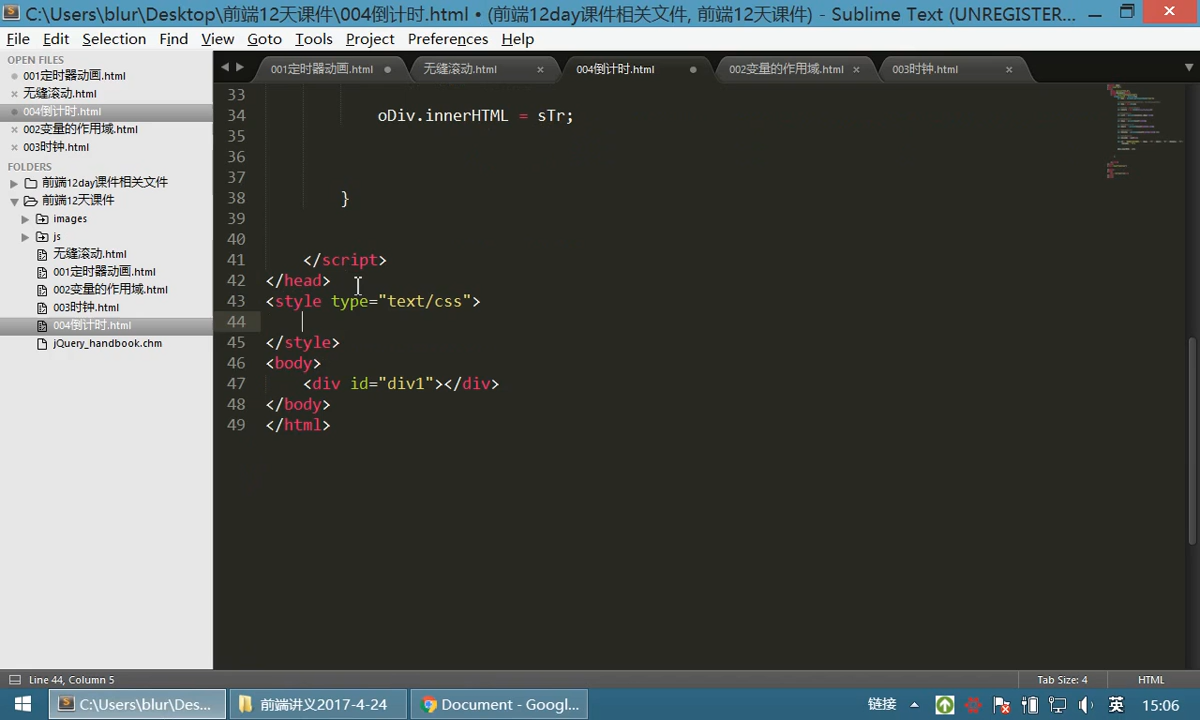 C:\Users\blur\Desktop\前端12天课件\004倒计时.html • (前端12day课件相关文件, 前端12天课件) - Sublime Text (UNREGISTER...
File Edit Selection Find View Goto Tools Project Preferences Help
OPEN FILES
001定时器动画.html
无缝滚动.html
004倒计时.html
002变量的作用域.html
003时钟.html
FOLDERS
前端12day课件相关文件
前端12天课件
images
js
无缝滚动.html
001定时器动画.html
002变量的作用域.html
003时钟.html
004倒计时.html
jQuery_handbook.chm
001定时器动画.html 无缝滚动.html 004倒计时.html 002变量的作用域.html 003时钟.html
33
34 oDiv.innerHTML = sTr;
35
36
37
38 }
39
40
41 </script>
42 </head>
43 <style type="text/css">
44
45 </style>
46 <body>
47 <div id="div1"></div>
48 </body>
49 </html>
Line 44, Column 5 Tab Size: 4 HTML
C:\Users\blur\Des... 前端讲义2017-4-24 Document - Googl... 链接 英 15:06